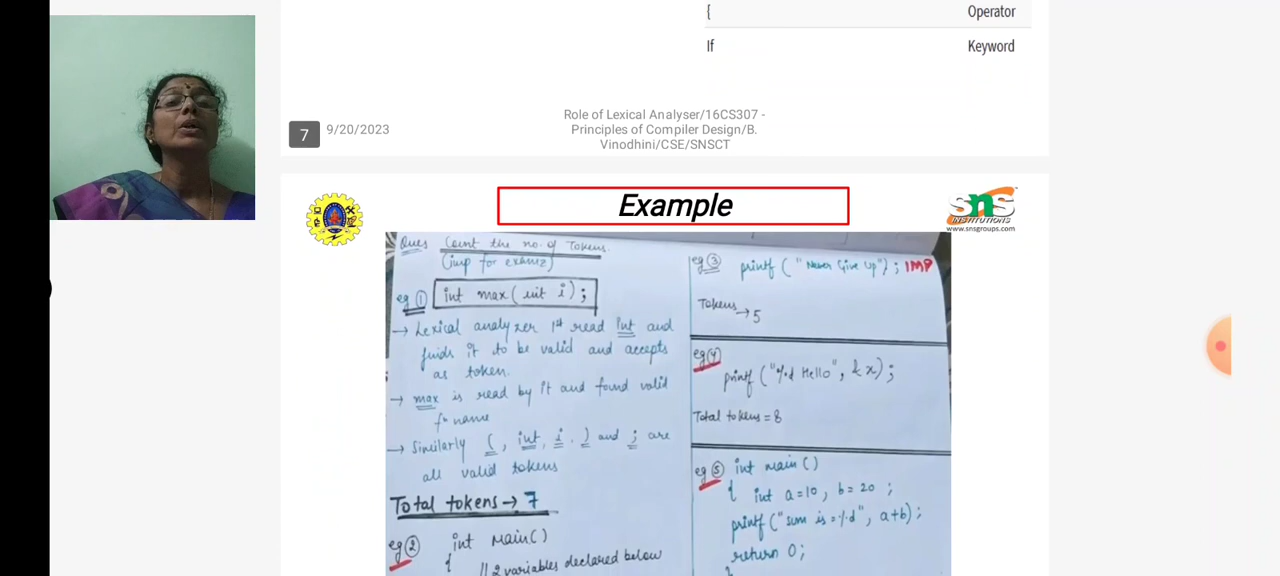 { Operator
If Keyword
7 9/20/2023
Role of Lexical Analyser/16CS307 -
Principles of Compiler Design/B.
Vinodhini/CSE/SNSCT
Example
sns
INSTITUTIONS
www.snsgroups.com
Ques Count the no. of Tokens.
(imp for exams)
eg ① int max(int i);
→ Lexical analyzer 1st read int and
finds it to be valid and accepts
as token.
→ max is read by it and found valid
fn name
→ Similarly (, int, i, ) and ; are
all valid tokens
Total tokens → 7
eg ② int main()
{ // 2 variables declared below
eg ③ printf ("Never Give Up"); IMP
Tokens → 5
eg ④
printf ("%d Hello", &x);
Total tokens = 8
eg ⑤ int main()
{ int a=10, b=20;
printf ("sum is =%d", a+b);
return 0;
}